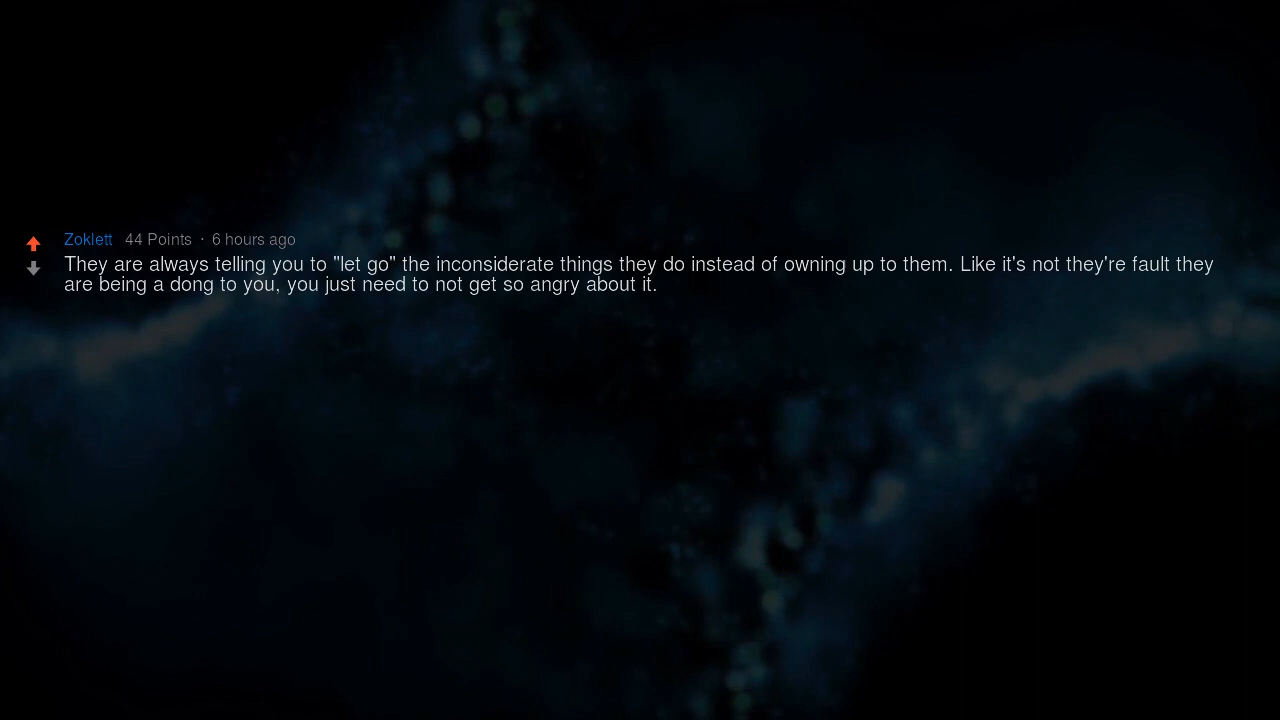 Zoklett 44 Points · 6 hours ago
They are always telling you to "let go" the inconsiderate things they do instead of owning up to them. Like it's not they're fault they
are being a dong to you, you just need to not get so angry about it.